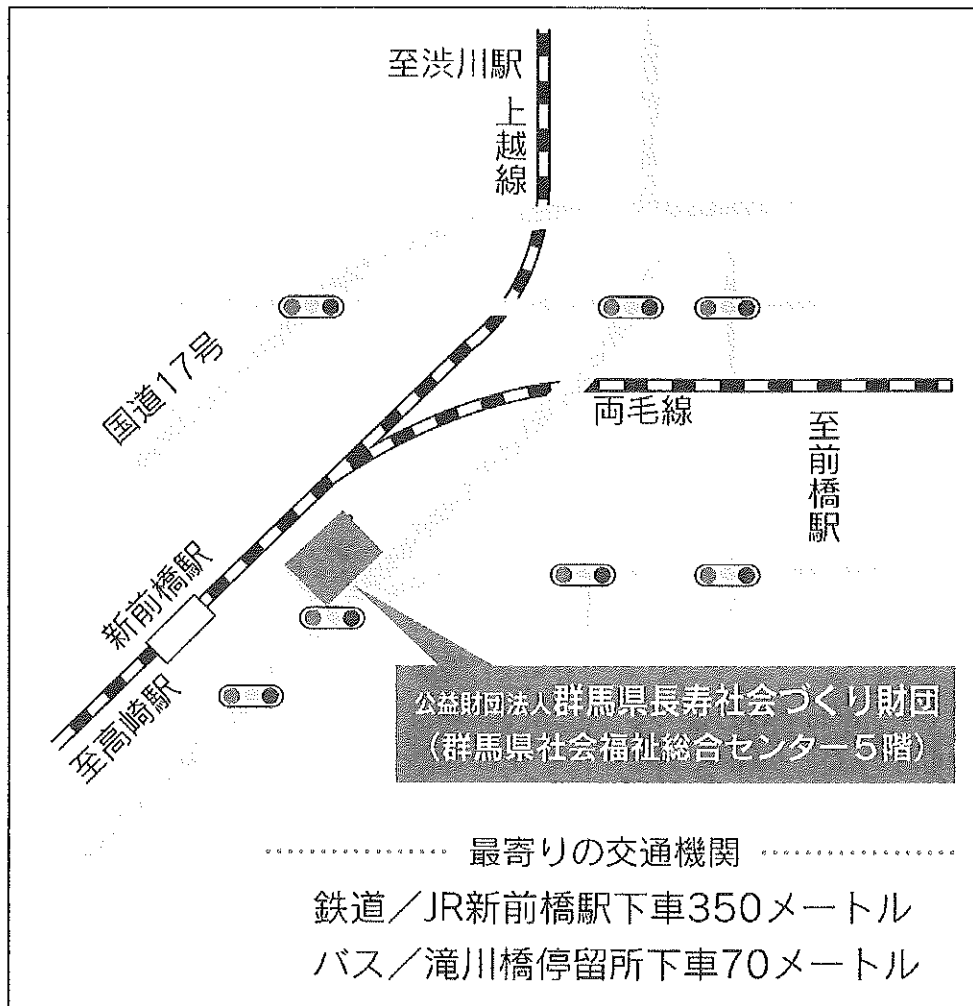 至渋川駅
上越線
国道17号
両毛線
至前橋駅
新前橋駅
至高崎駅
公益財団法人群馬県長寿社会づくり財団
(群馬県社会福祉総合センター5階)
最寄りの交通機関
鉄道／JR新前橋駅下車350メートル
バス／滝川橋停留所下車70メートル